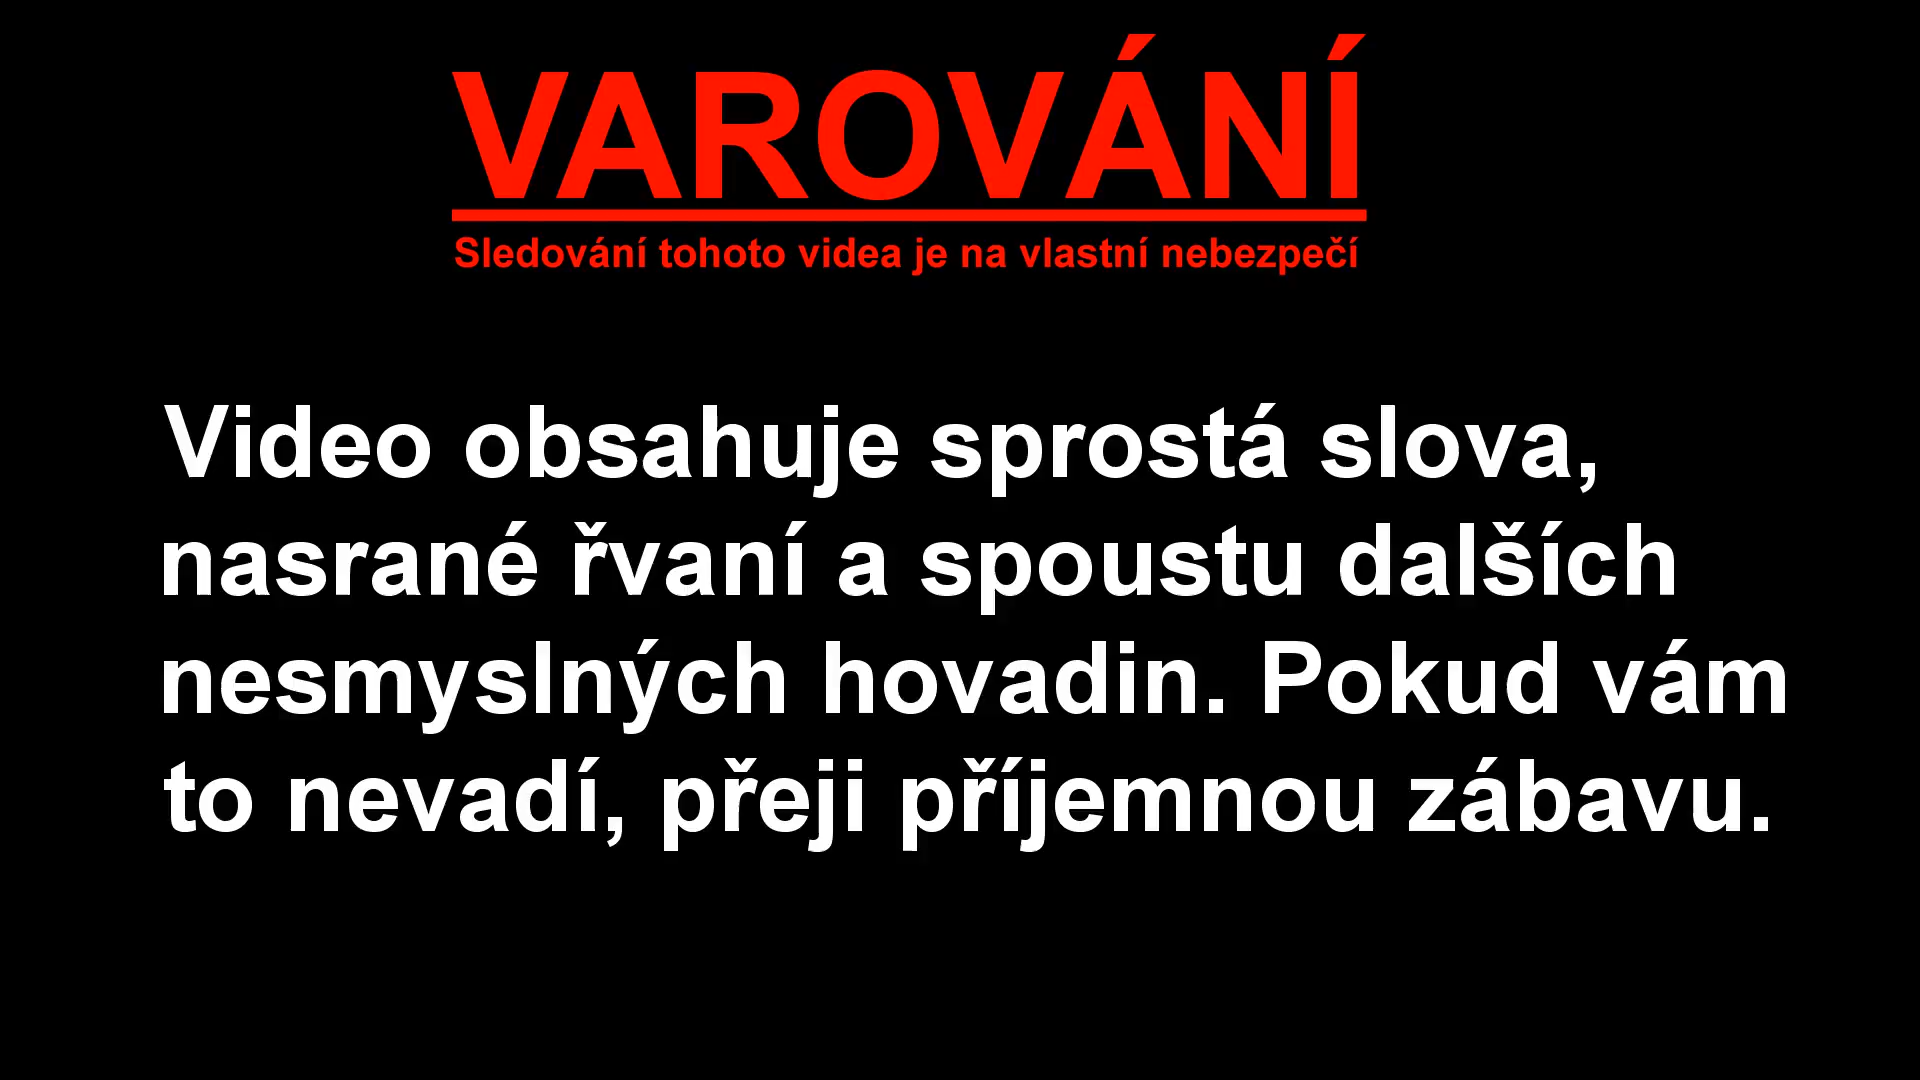 VAROVÁNÍ
Sledování tohoto videa je na vlastní nebezpečí
Video obsahuje sprostá slova,
nasrané řvaní a spoustu dalších
nesmyslných hovadin. Pokud vám
to nevadí, přeji příjemnou zábavu.